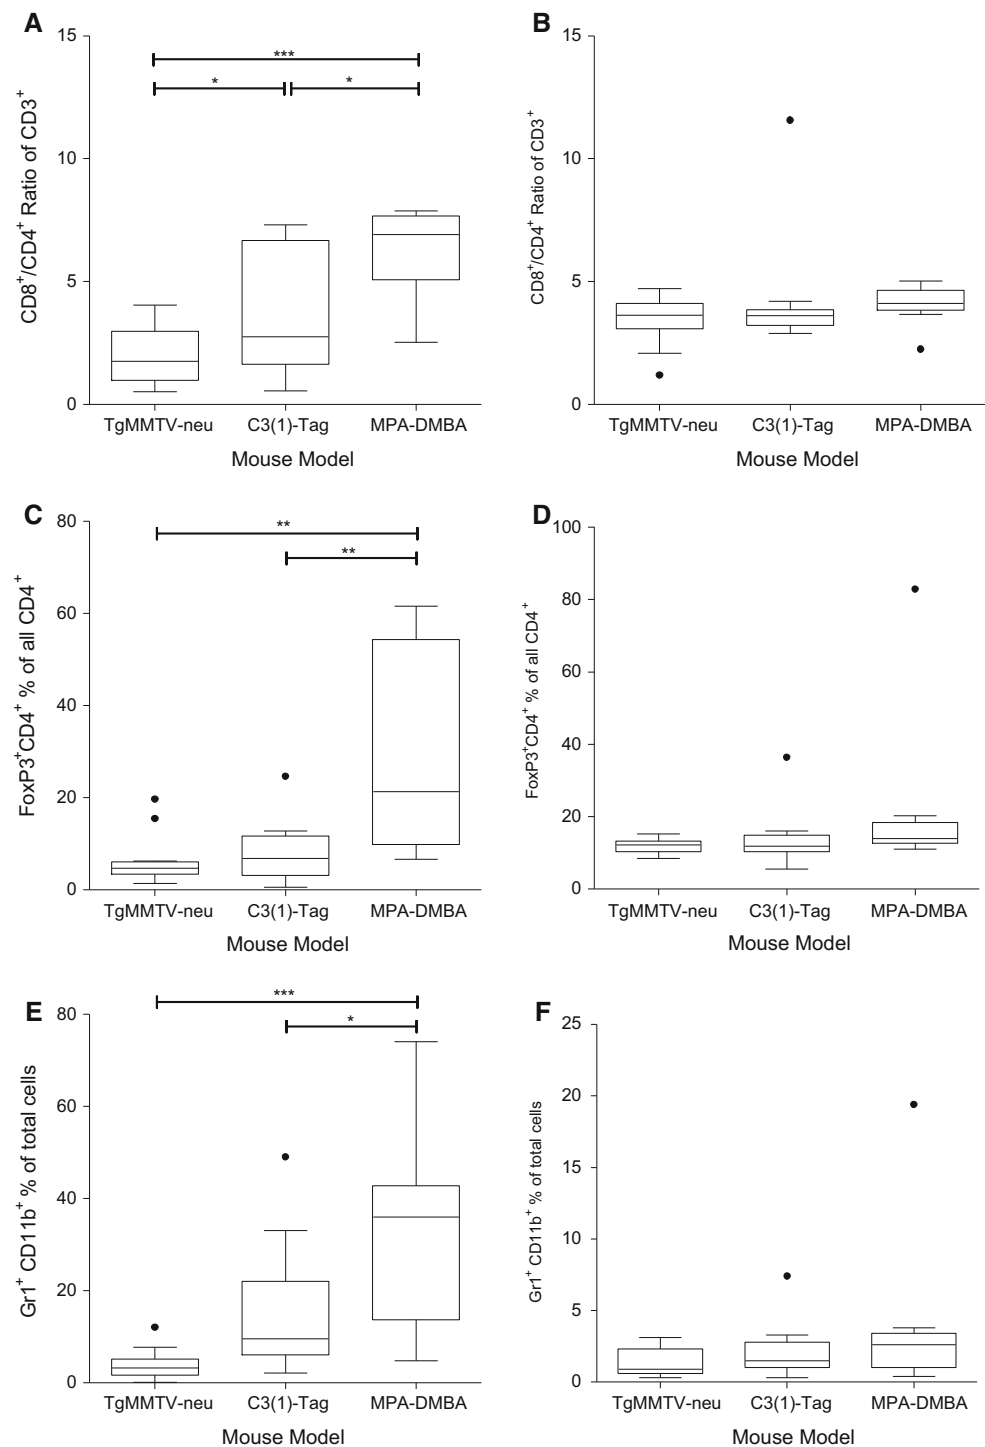 A
15
10
5
0
CD8+/CD4+ Ratio of CD3+
***
*
*
TgMMTV-neu C3(1)-Tag MPA-DMBA
Mouse Model
B
15
10
5
0
CD8+/CD4+ Ratio of CD3+
TgMMTV-neu C3(1)-Tag MPA-DMBA
Mouse Model
C
80
60
40
20
0
FoxP3+CD4+ % of all CD4+
**
**
TgMMTV-neu C3(1)-Tag MPA-DMBA
Mouse Model
D
100
80
60
40
20
0
FoxP3+CD4+ % of all CD4+
TgMMTV-neu C3(1)-Tag MPA-DMBA
Mouse Model
E
80
60
40
20
0
Gr1+ CD11b+ % of total cells
***
*
TgMMTV-neu C3(1)-Tag MPA-DMBA
Mouse Model
F
25
20
15
10
5
0
Gr1+ CD11b+ % of total cells
TgMMTV-neu C3(1)-Tag MPA-DMBA
Mouse Model